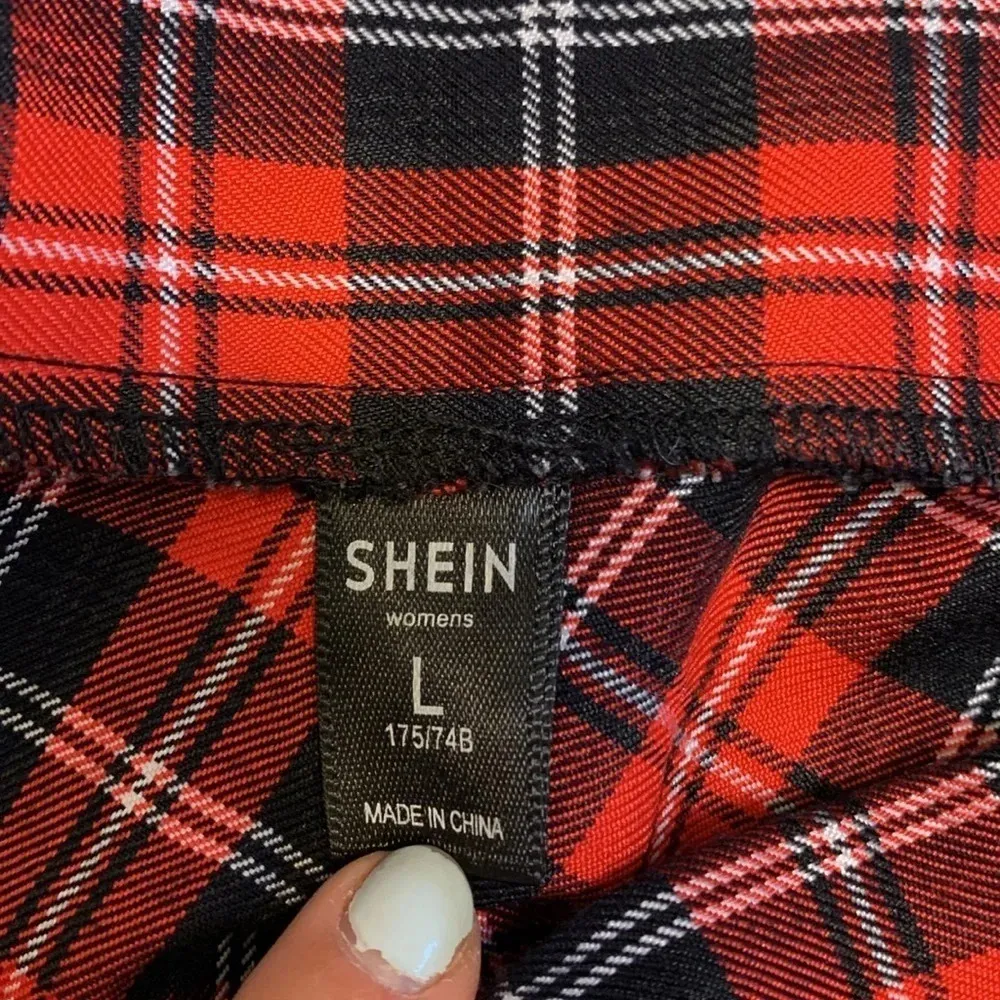 SHEIN
womens
L
175/74B
MADE IN CHINA